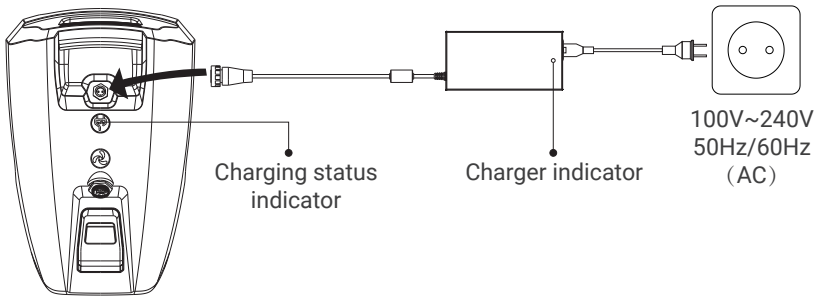 Charging status
indicator
Charger indicator
100V~240V
50Hz/60Hz
（AC）